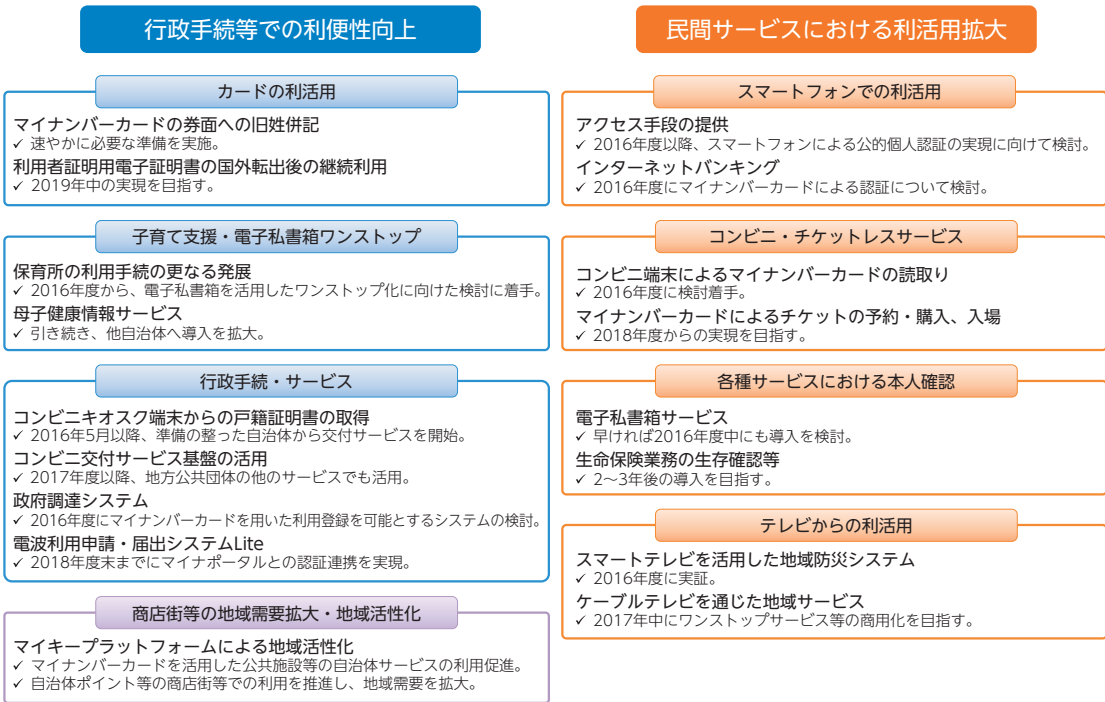 行政手続等での利便性向上
カードの利活用
マイナンバーカードの券面への旧姓併記
✓ 速やかに必要な準備を実施。
利用者証明用電子証明書の国外転出後の継続利用
✓ 2019年中の実現を目指す。
子育て支援・電子私書箱ワンストップ
保育所の利用手続の更なる発展
✓ 2016年度から、電子私書箱を活用したワンストップ化に向けた検討に着手。
母子健康情報サービス
✓ 引き続き、他自治体へ導入を拡大。
行政手続・サービス
コンビニキオスク端末からの戸籍証明書の取得
✓ 2016年5月以降、準備の整った自治体から交付サービスを開始。
コンビニ交付サービス基盤の活用
✓ 2017年度以降、地方公共団体の他のサービスでも活用。
政府調達システム
✓ 2016年度にマイナンバーカードを用いた利用登録を可能とするシステムの検討。
電波利用申請・届出システムLite
✓ 2018年度末までにマイナポータルとの認証連携を実現。
商店街等の地域需要拡大・地域活性化
マイキープラットフォームによる地域活性化
✓ マイナンバーカードを活用した公共施設等の自治体サービスの利用促進。
✓ 自治体ポイント等の商店街等での利用を推進し、地域需要を拡大。
民間サービスにおける利活用拡大
スマートフォンでの利活用
アクセス手段の提供
✓ 2016年度以降、スマートフォンによる公的個人認証の実現に向けて検討。
インターネットバンキング
✓ 2016年度にマイナンバーカードによる認証について検討。
コンビニ・チケットレスサービス
コンビニ端末によるマイナンバーカードの読取り
✓ 2016年度に検討着手。
マイナンバーカードによるチケットの予約・購入、入場
✓ 2018年度からの実現を目指す。
各種サービスにおける本人確認
電子私書箱サービス
✓ 早ければ2016年度中にも導入を検討。
生命保険業務の生存確認等
✓ 2～3年後の導入を目指す。
テレビからの利活用
スマートテレビを活用した地域防災システム
✓ 2016年度に実証。
ケーブルテレビを通じた地域サービス
✓ 2017年中にワンストップサービス等の商用化を目指す。